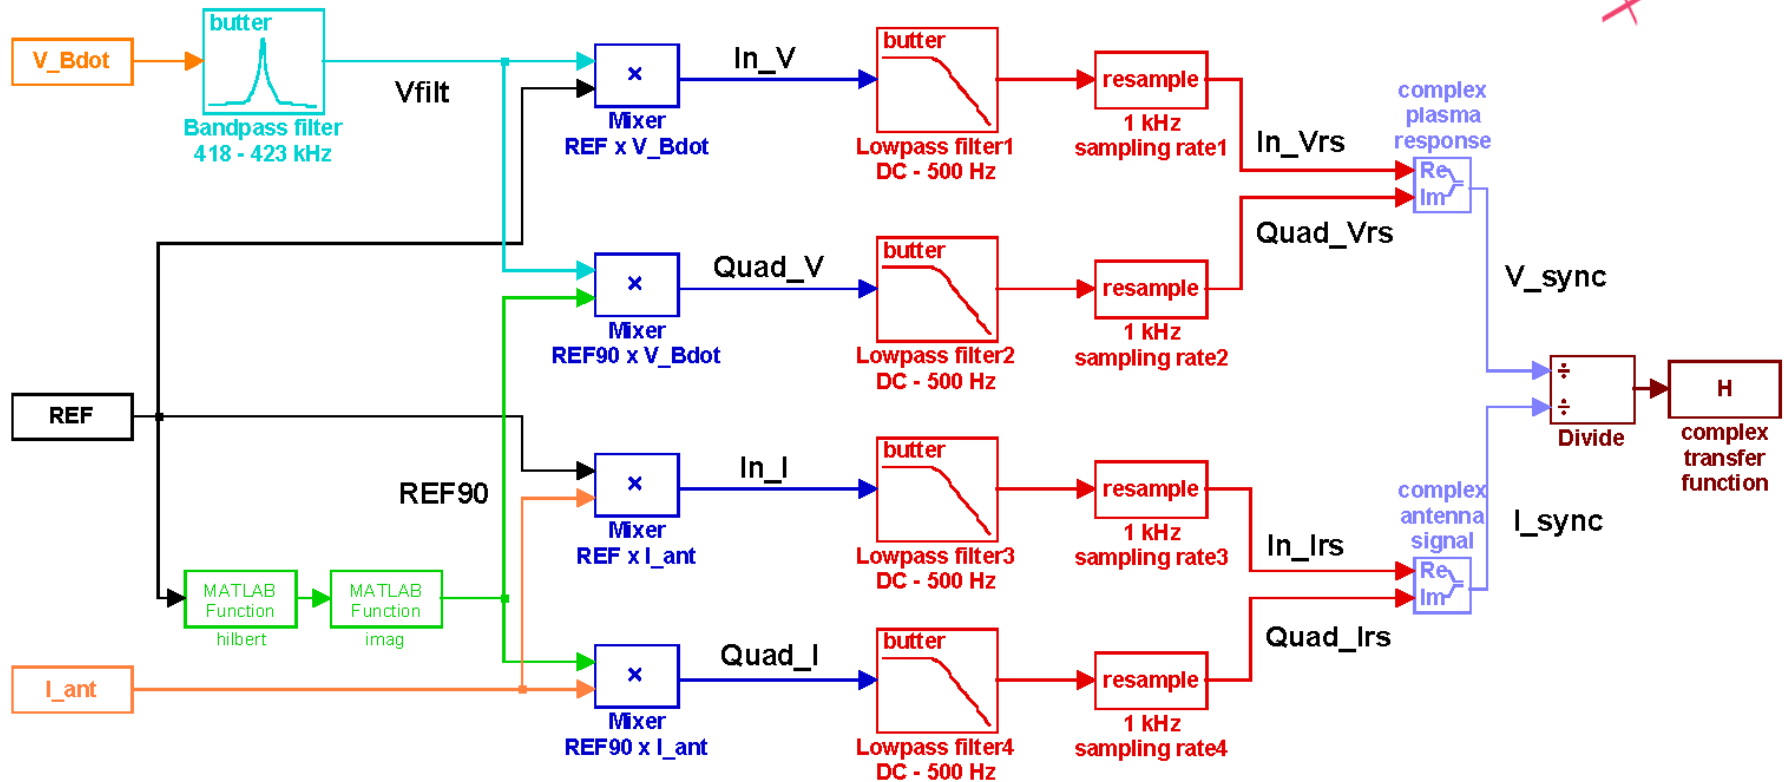 V_Bdot
butter
Bandpass filter
418 - 423 kHz
Vfilt
×
Mixer
REF x V_Bdot
In_V
butter
Lowpass filter1
DC - 500 Hz
resample
1 kHz
sampling rate1
In_Vrs
complex
plasma
response
Re
Im
×
Mixer
REF90 x V_Bdot
Quad_V
butter
Lowpass filter2
DC - 500 Hz
resample
1 kHz
sampling rate2
Quad_Vrs
V_sync
REF
REF90
×
Mixer
REF x I_ant
In_I
butter
Lowpass filter3
DC - 500 Hz
resample
1 kHz
sampling rate3
In_Irs
complex
antenna
signal
Re
Im
I_sync
÷
÷
Divide
H
complex
transfer
function
MATLAB
Function
hilbert
MATLAB
Function
imag
I_ant
×
Mixer
REF90 x I_ant
Quad_I
butter
Lowpass filter4
DC - 500 Hz
resample
1 kHz
sampling rate4
Quad_Irs